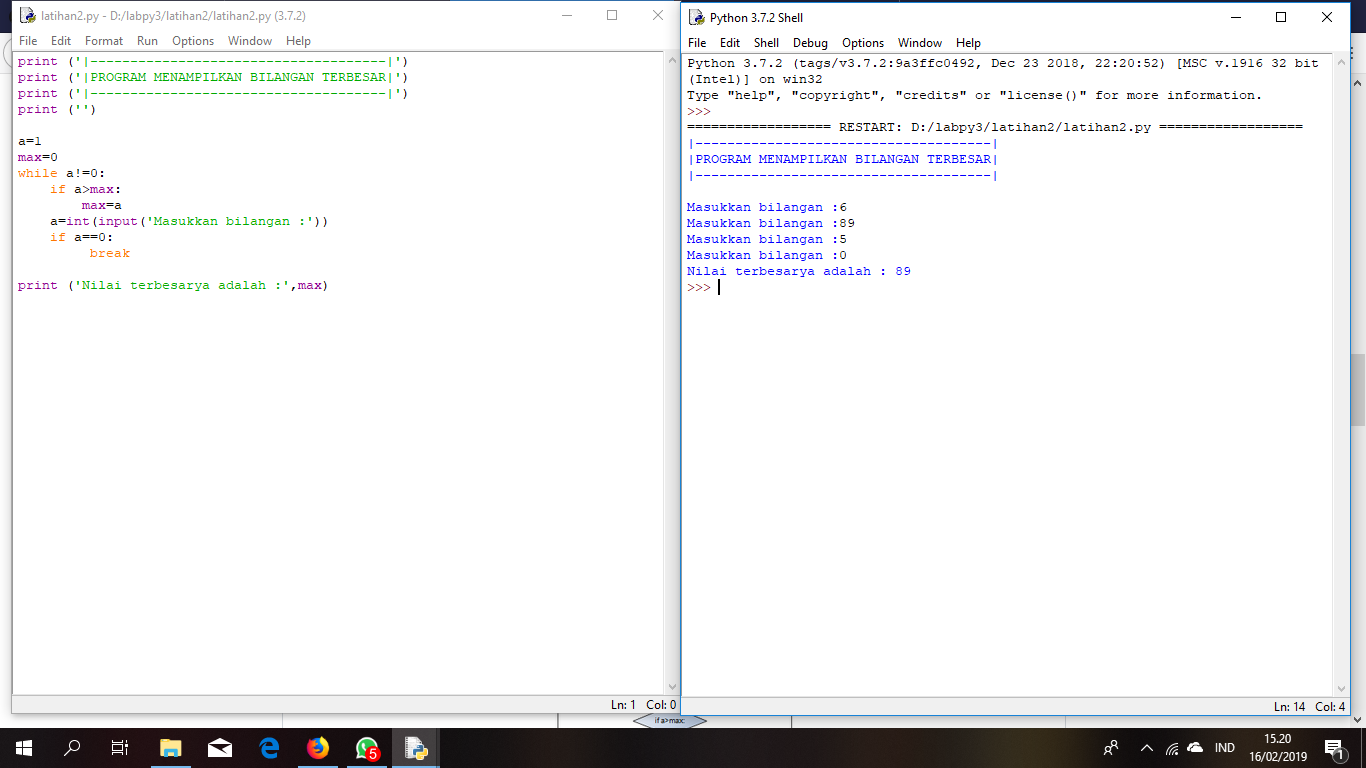 latihan2.py - D:/labpy3/latihan2/latihan2.py (3.7.2)
File Edit Format Run Options Window Help
print ('|-------------------------------------|')
print ('|PROGRAM MENAMPILKAN BILANGAN TERBESAR|')
print ('|-------------------------------------|')
print ('')
a=1
max=0
while a!=0:
    if a>max:
        max=a
    a=int(input('Masukkan bilangan :'))
    if a==0:
         break
print ('Nilai terbesarya adalah :',max)
Ln: 1 Col: 0
Python 3.7.2 Shell
File Edit Shell Debug Options Window Help
Python 3.7.2 (tags/v3.7.2:9a3ffc0492, Dec 23 2018, 22:20:52) [MSC v.1916 32 bit
(Intel)] on win32
Type "help", "copyright", "credits" or "license()" for more information.
>>>
================== RESTART: D:/labpy3/latihan2/latihan2.py ==================
|-------------------------------------|
|PROGRAM MENAMPILKAN BILANGAN TERBESAR|
|-------------------------------------|
Masukkan bilangan :6
Masukkan bilangan :89
Masukkan bilangan :5
Masukkan bilangan :0
Nilai terbesarya adalah : 89
>>>
Ln: 14 Col: 4
if a>max:
5
IND
15.20
16/02/2019
1